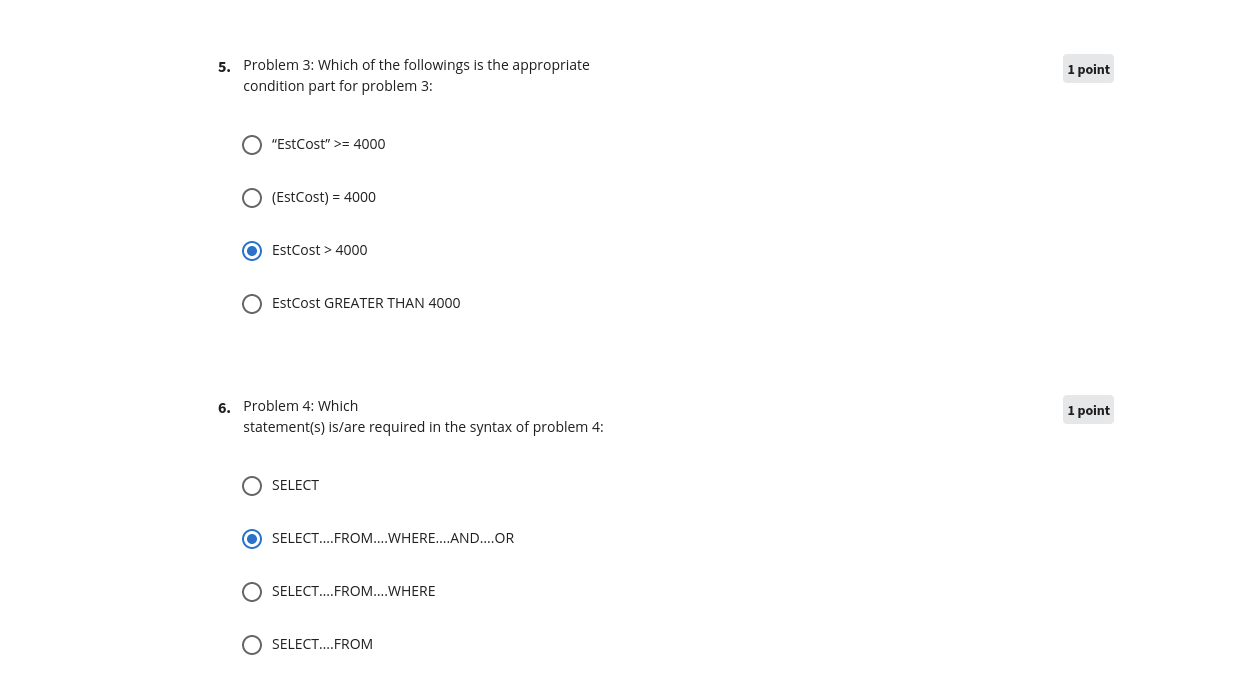 5. Problem 3: Which of the followings is the appropriate 1 point
condition part for problem 3:
“EstCost” >= 4000
(EstCost) = 4000
EstCost > 4000
EstCost GREATER THAN 4000
6. Problem 4: Which 1 point
statement(s) is/are required in the syntax of problem 4:
SELECT
SELECT....FROM....WHERE....AND....OR
SELECT....FROM....WHERE
SELECT....FROM